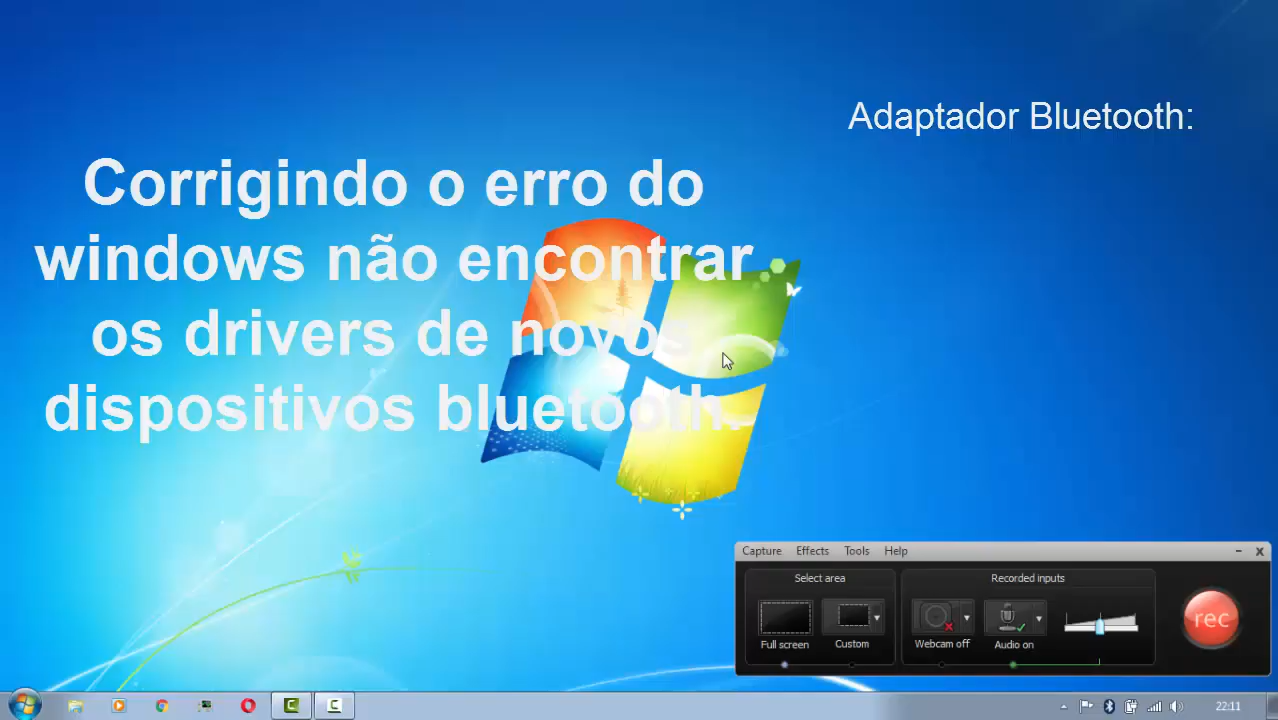 Adaptador Bluetooth:
Corrigindo o erro do
windows não encontrar
os drivers de novos
dispositivos bluetooth.
Capture Effects Tools Help
Select area
Recorded inputs
Full screen
Custom
Webcam off
Audio on
rec
22:11